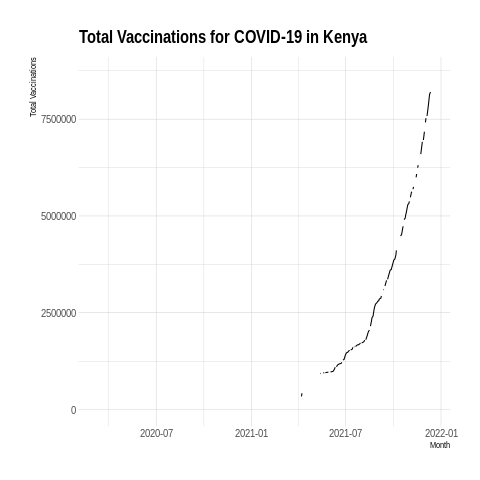 Total Vaccinations for COVID-19 in Kenya
Total Vaccinations
7500000
5000000
2500000
0
2020-07 2021-01 2021-07 2022-01
Month